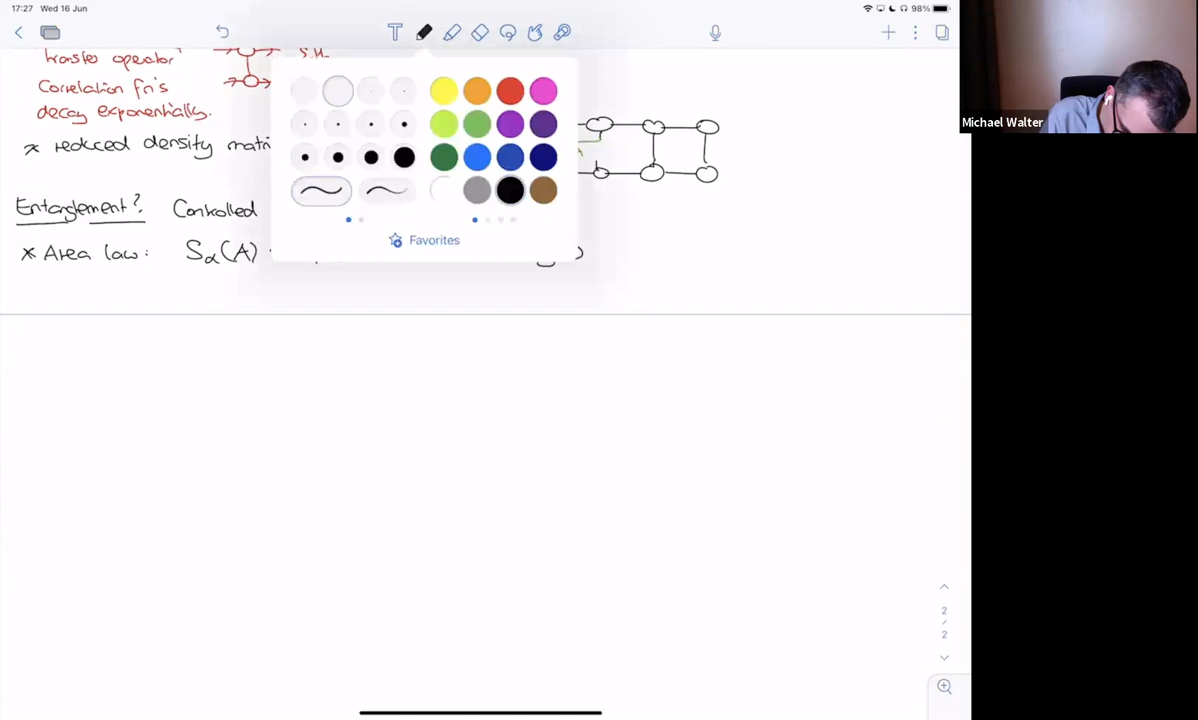 17:27 Wed 16 Jun
98%
transfer operator
Correlation fn's
decay exponentially.
* reduced density matri
Entanglement? Controlled
* Area law: Sα(A)
Favorites
2
/
2
Michael Walter